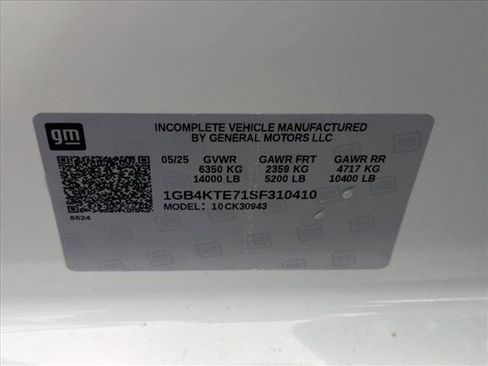 gm
INCOMPLETE VEHICLE MANUFACTURED
BY GENERAL MOTORS LLC
05/25 GVWR GAWR FRT GAWR RR
6350 KG 2359 KG 4717 KG
14000 LB 5200 LB 10400 LB
1GB4KTE71SF310410
MODEL: 10CK30943
8624